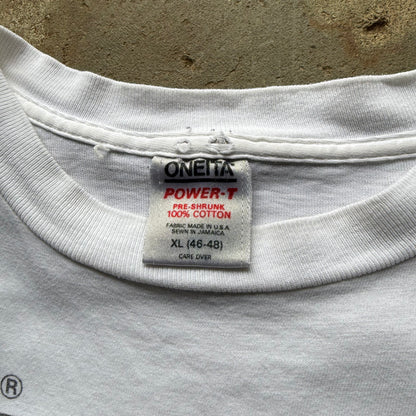 ONEITA
POWER-T
PRE-SHRUNK
100% COTTON
FABRIC MADE IN U.S.A.
SEWN IN JAMAICA
XL (46-48)
CARE OVER
®